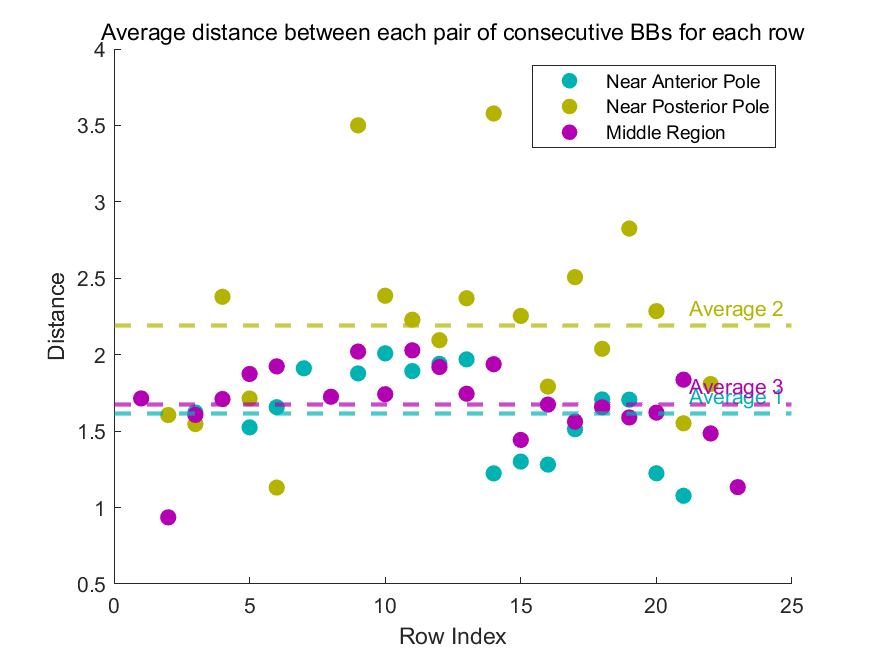 Average distance between each pair of consecutive BBs for each row
4
3.5
3
2.5
2
1.5
1
0.5
Distance
Near Anterior Pole
Near Posterior Pole
Middle Region
Average 2
Average 3
Average 1
0
5
10
15
20
25
Row Index